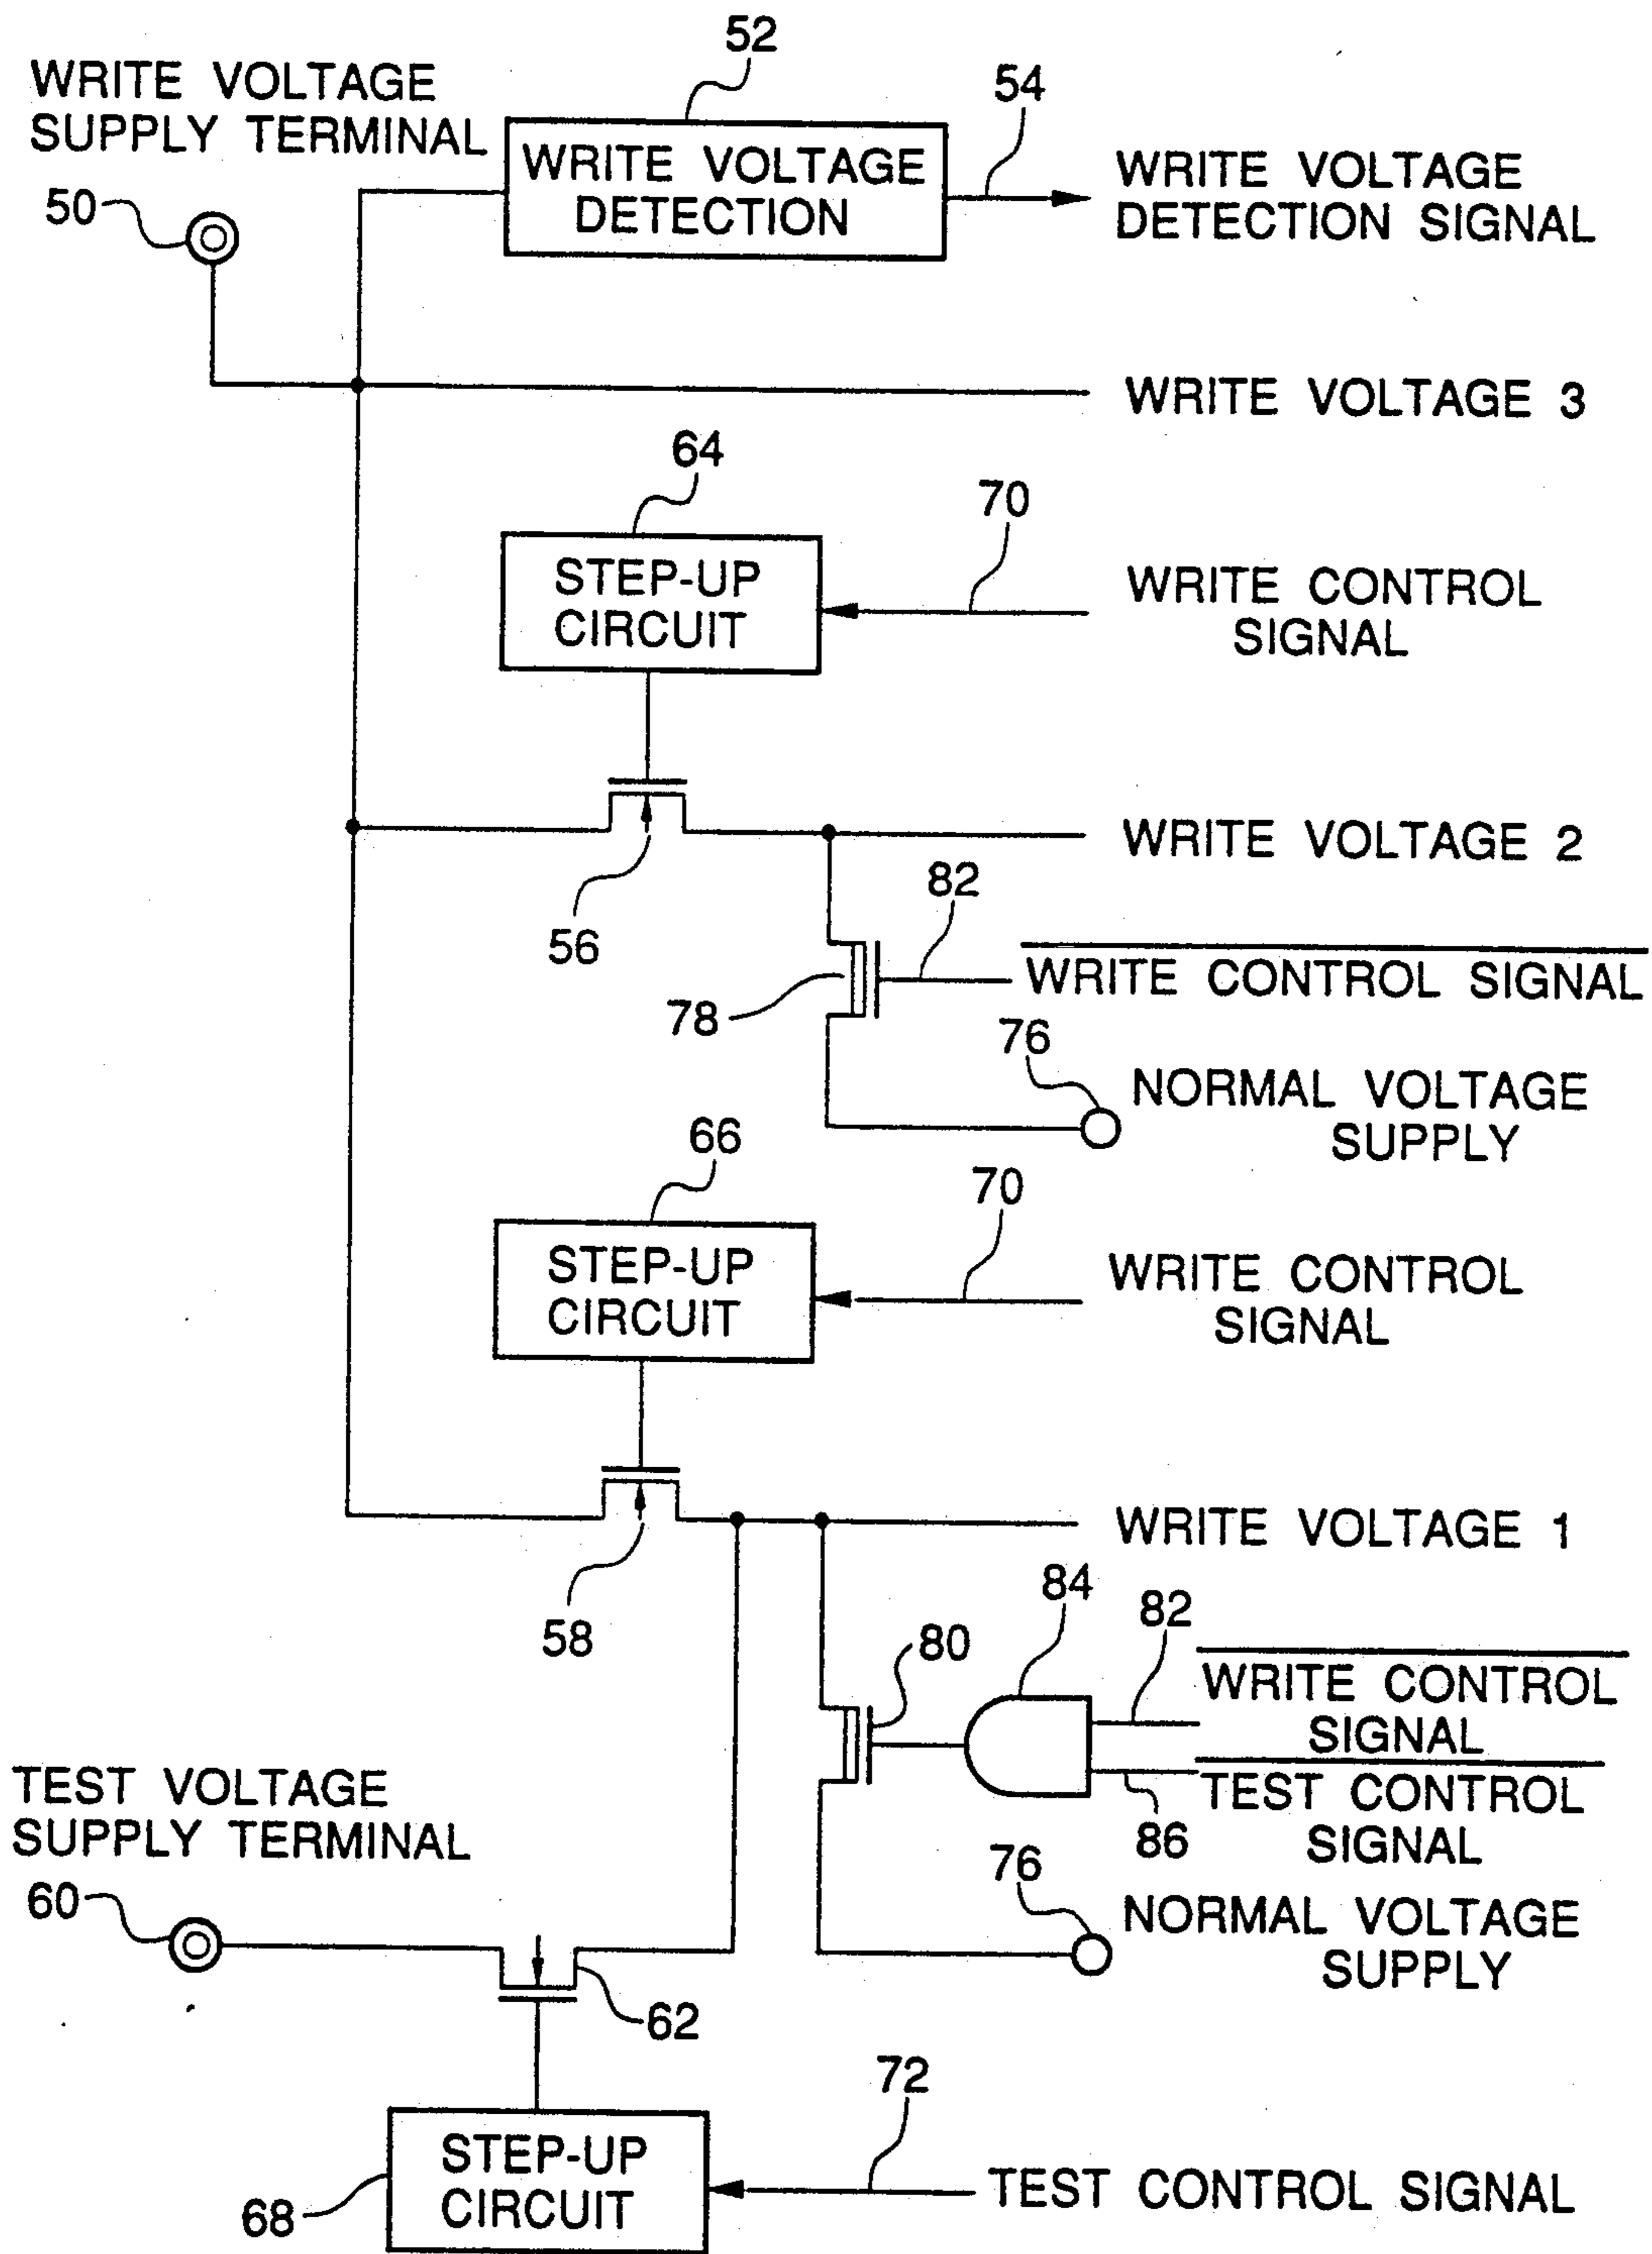 52
WRITE VOLTAGE
SUPPLY TERMINAL
54
WRITE VOLTAGE
DETECTION
WRITE VOLTAGE
DETECTION SIGNAL
50
WRITE VOLTAGE 3
64
70
STEP-UP
CIRCUIT
WRITE CONTROL
SIGNAL
WRITE VOLTAGE 2
56
82
WRITE CONTROL SIGNAL
78
76
NORMAL VOLTAGE
SUPPLY
66
70
STEP-UP
CIRCUIT
WRITE CONTROL
SIGNAL
WRITE VOLTAGE 1
58
84
82
80
WRITE CONTROL
SIGNAL
TEST VOLTAGE
SUPPLY TERMINAL
TEST CONTROL
SIGNAL
86
60
76
NORMAL VOLTAGE
SUPPLY
62
72
STEP-UP
CIRCUIT
TEST CONTROL SIGNAL
68